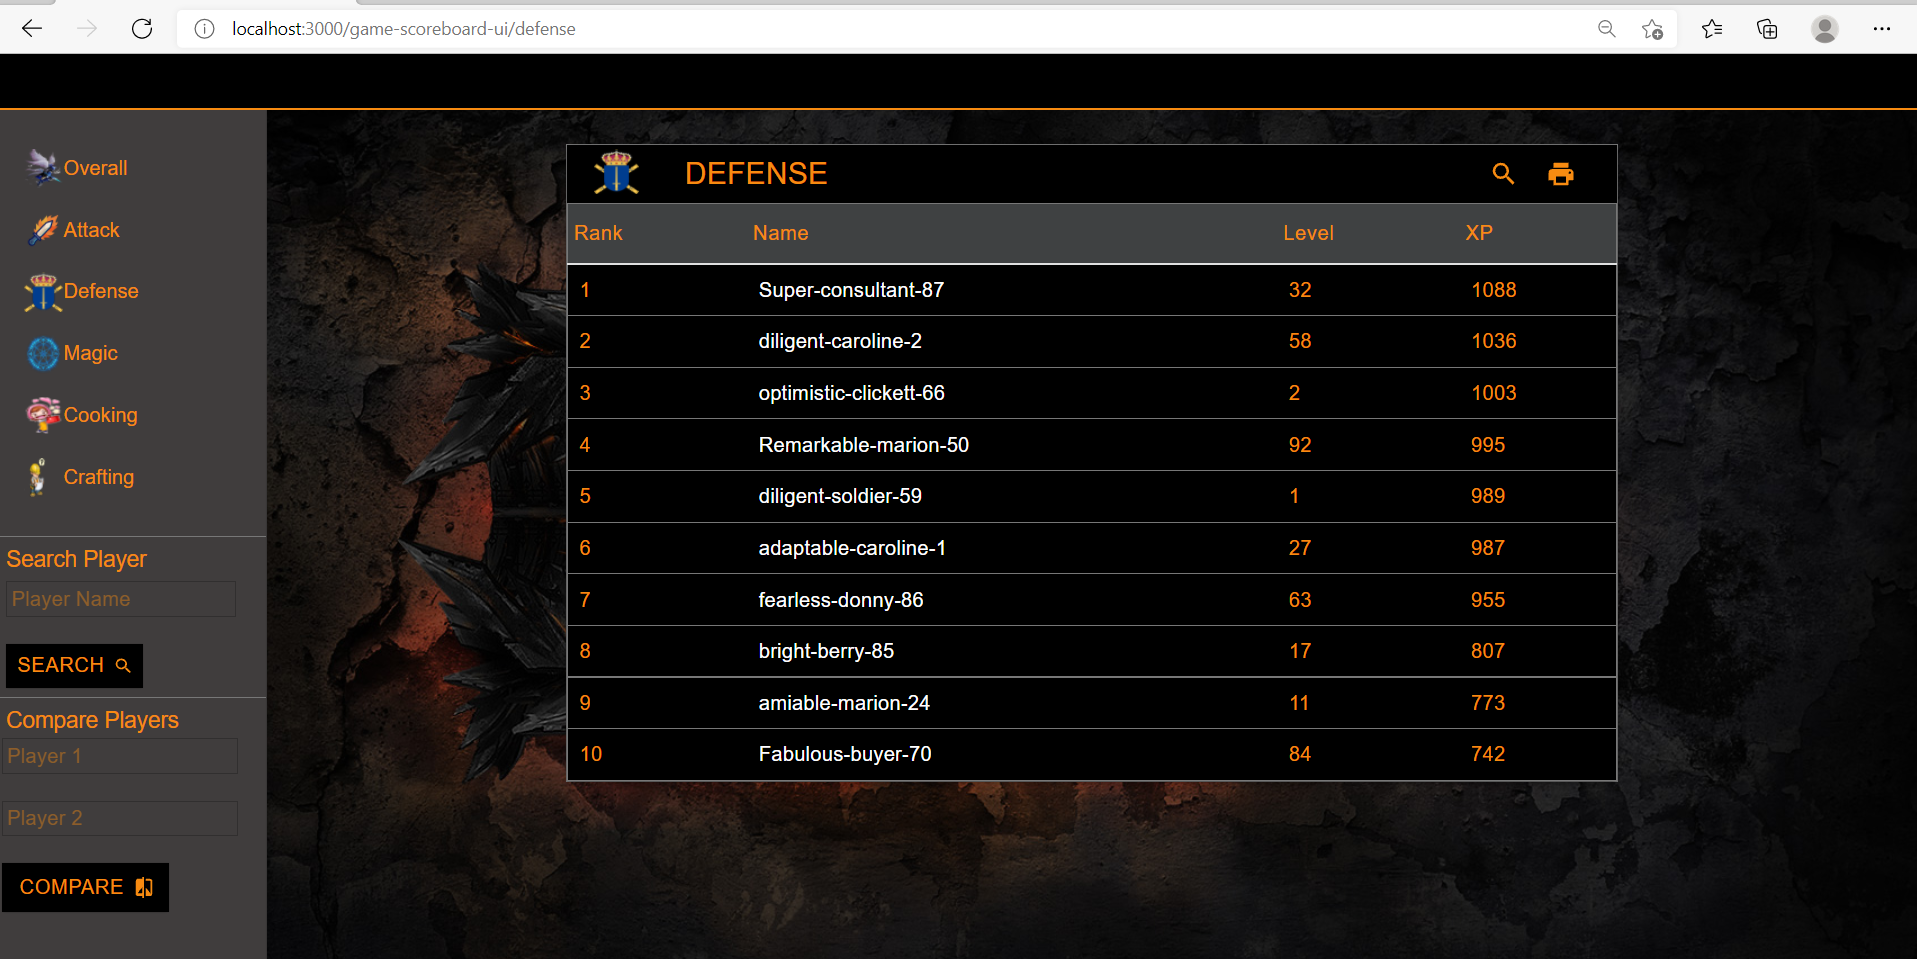 localhost:3000/game-scoreboard-ui/defense
Overall
Attack
Defense
Magic
Cooking
Crafting
Search Player
Player Name
SEARCH
Compare Players
Player 1
Player 2
COMPARE
DEFENSE
Rank Name Level XP
1 Super-consultant-87 32 1088
2 diligent-caroline-2 58 1036
3 optimistic-clickett-66 2 1003
4 Remarkable-marion-50 92 995
5 diligent-soldier-59 1 989
6 adaptable-caroline-1 27 987
7 fearless-donny-86 63 955
8 bright-berry-85 17 807
9 amiable-marion-24 11 773
10 Fabulous-buyer-70 84 742